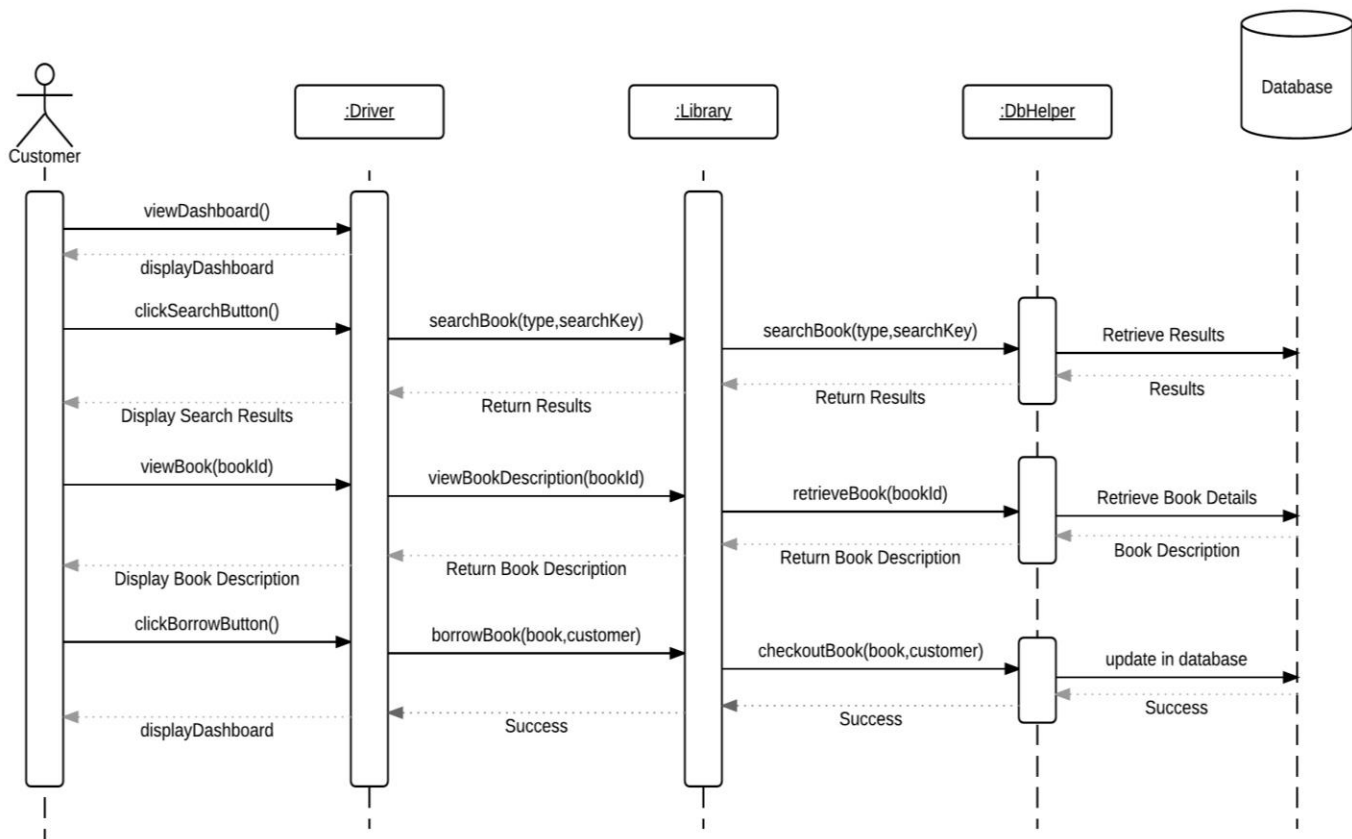 Customer
:Driver
:Library
:DbHelper
Database
viewDashboard()
displayDashboard
clickSearchButton()
searchBook(type,searchKey)
searchBook(type,searchKey)
Retrieve Results
Results
Return Results
Return Results
Display Search Results
viewBook(bookId)
viewBookDescription(bookId)
retrieveBook(bookId)
Retrieve Book Details
Book Description
Return Book Description
Return Book Description
Display Book Description
clickBorrowButton()
borrowBook(book,customer)
checkoutBook(book,customer)
update in database
Success
Success
Success
displayDashboard